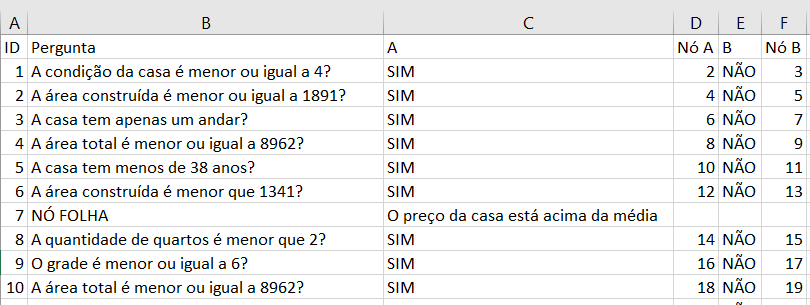 A B C D E F
ID Pergunta A Nó A B Nó B
1 A condição da casa é menor ou igual a 4? SIM 2 NÃO 3
2 A área construída é menor ou igual a 1891? SIM 4 NÃO 5
3 A casa tem apenas um andar? SIM 6 NÃO 7
4 A área total é menor ou igual a 8962? SIM 8 NÃO 9
5 A casa tem menos de 38 anos? SIM 10 NÃO 11
6 A área construída é menor que 1341? SIM 12 NÃO 13
7 NÓ FOLHA O preço da casa está acima da média
8 A quantidade de quartos é menor que 2? SIM 14 NÃO 15
9 O grade é menor ou igual a 6? SIM 16 NÃO 17
10 A área total é menor ou igual a 8962? SIM 18 NÃO 19